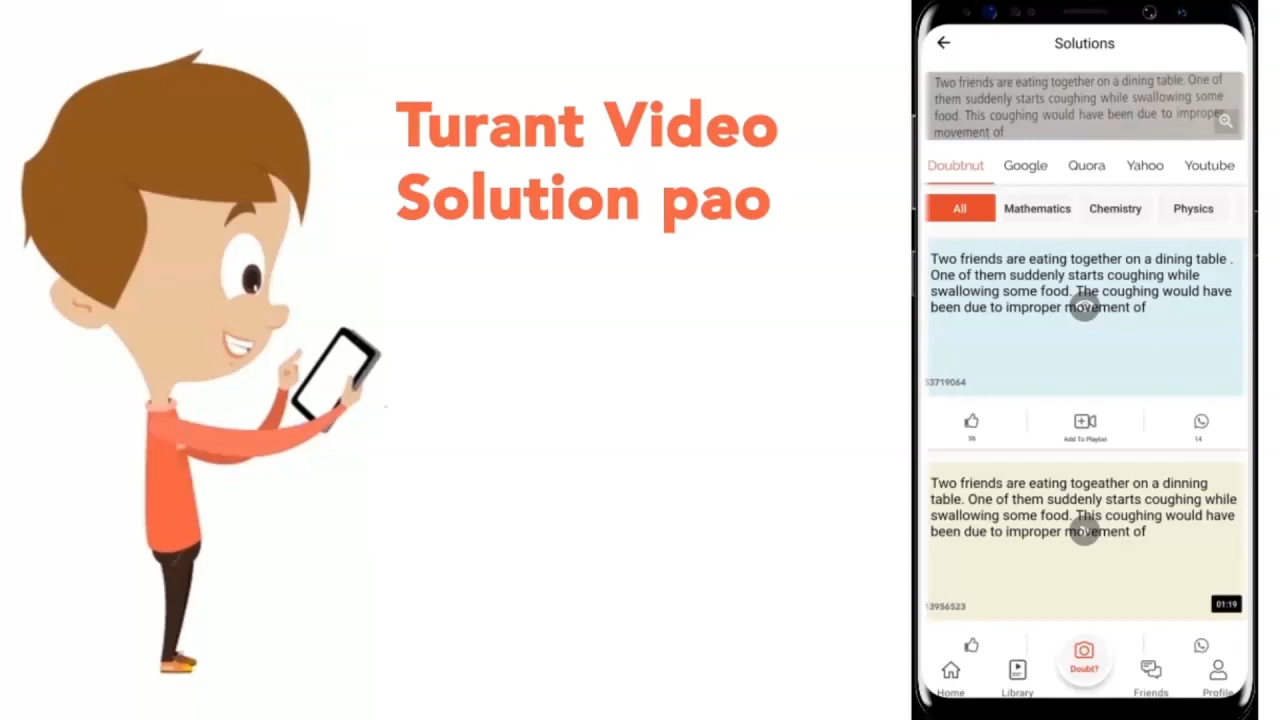 Turant Video
Solution pao
Solutions
Two friends are eating together on a dining table. One of
them suddenly starts coughing while swallowing some
food. This coughing would have been due to improper
movement of
Doubtnut Google Quora Yahoo Youtube
All Mathematics Chemistry Physics
Two friends are eating together on a dining table .
One of them suddenly starts coughing while
swallowing some food. The coughing would have
been due to improper movement of
53719064
36 Add To Playlist 14
Two friends are eating togeather on a dinning
table. One of them suddenly starts coughing while
swallowing some food. This coughing would have
been due to improper movement of
13956523
01:19
Doubt?
Home Library Friends Profile